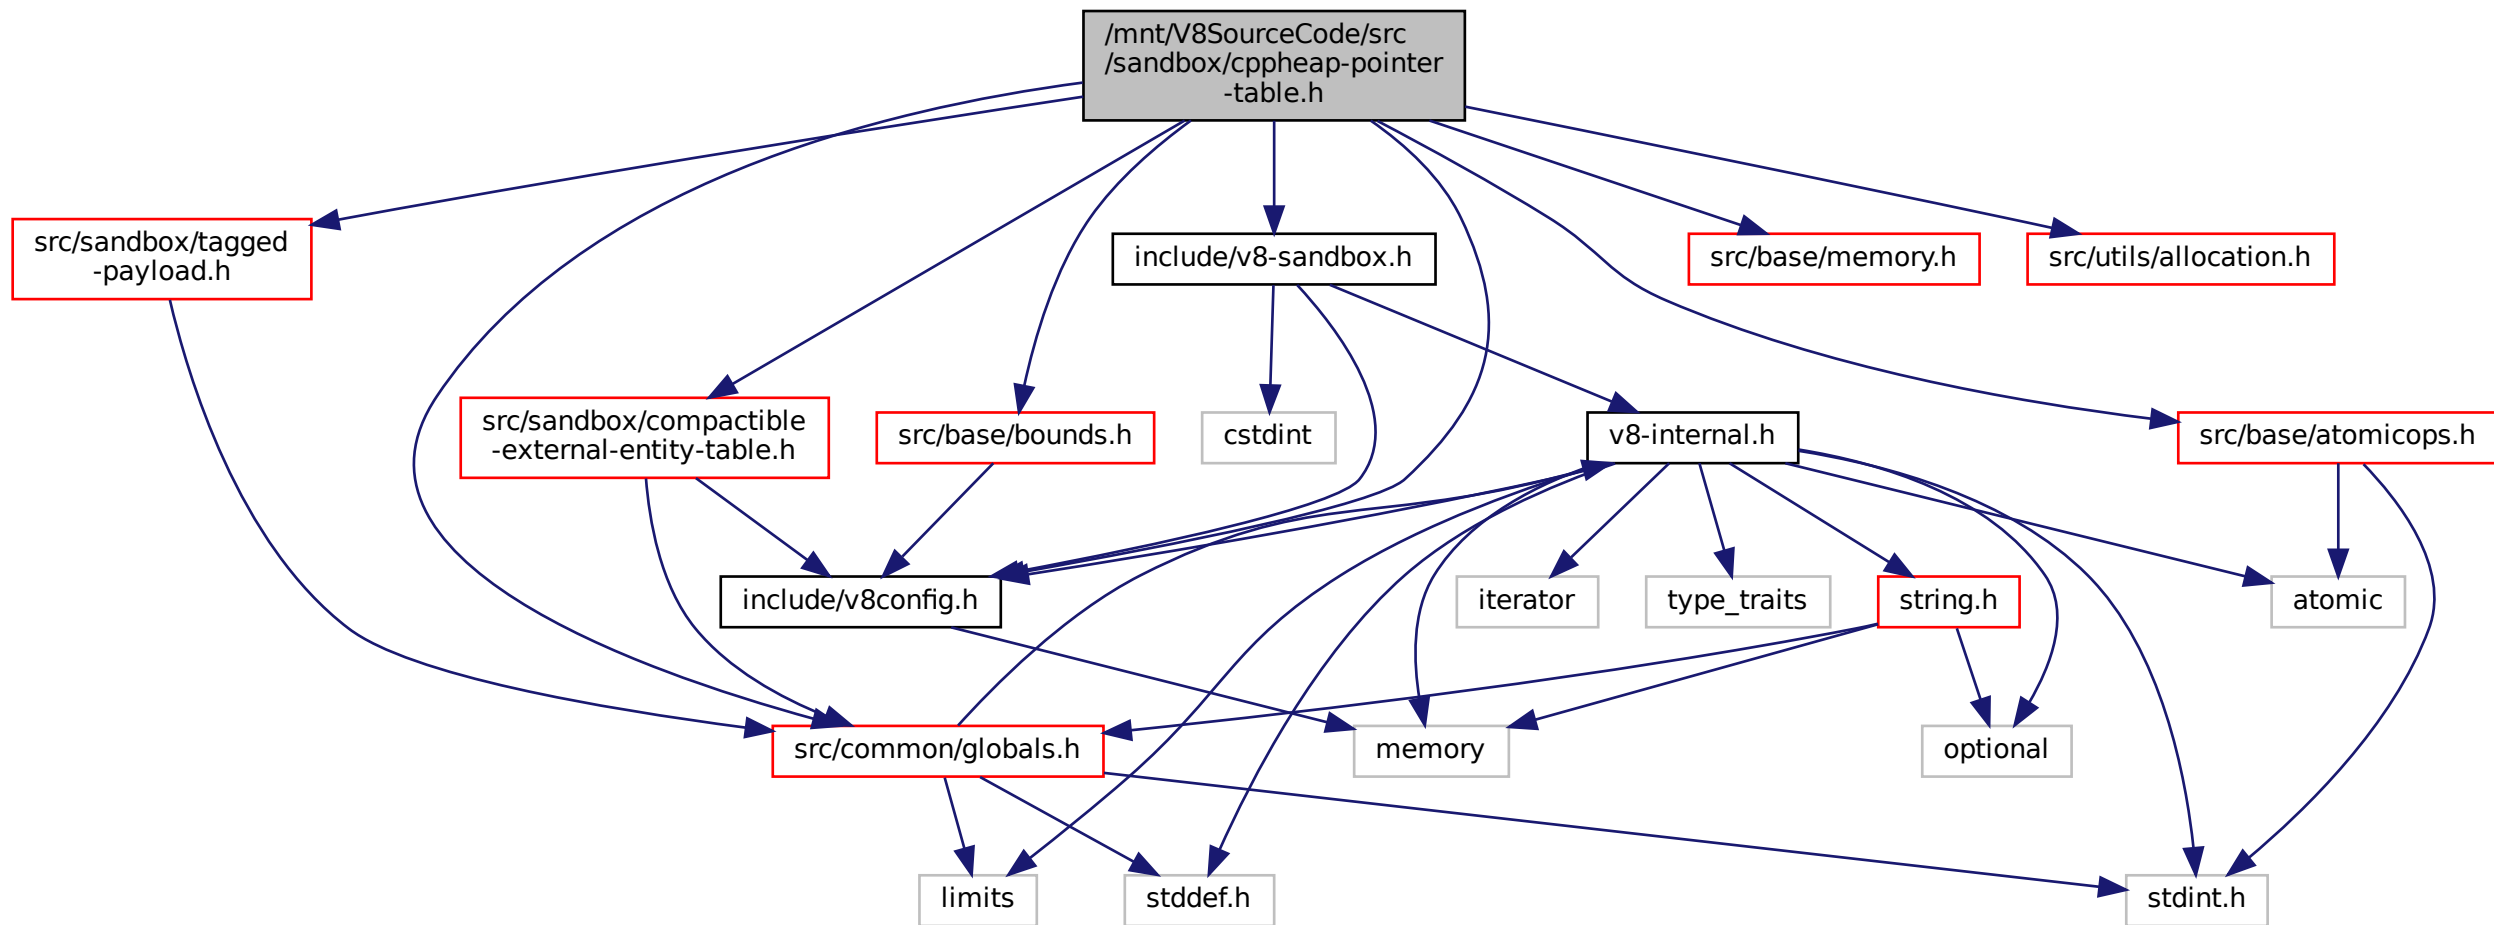 /mnt/V8SourceCode/src
/sandbox/cppheap-pointer
-table.h
src/sandbox/tagged
-payload.h
include/v8-sandbox.h
src/base/memory.h
src/utils/allocation.h
src/sandbox/compactible
-external-entity-table.h
src/base/bounds.h
cstdint
v8-internal.h
src/base/atomicops.h
include/v8config.h
iterator
type_traits
string.h
atomic
src/common/globals.h
memory
optional
limits
stddef.h
stdint.h